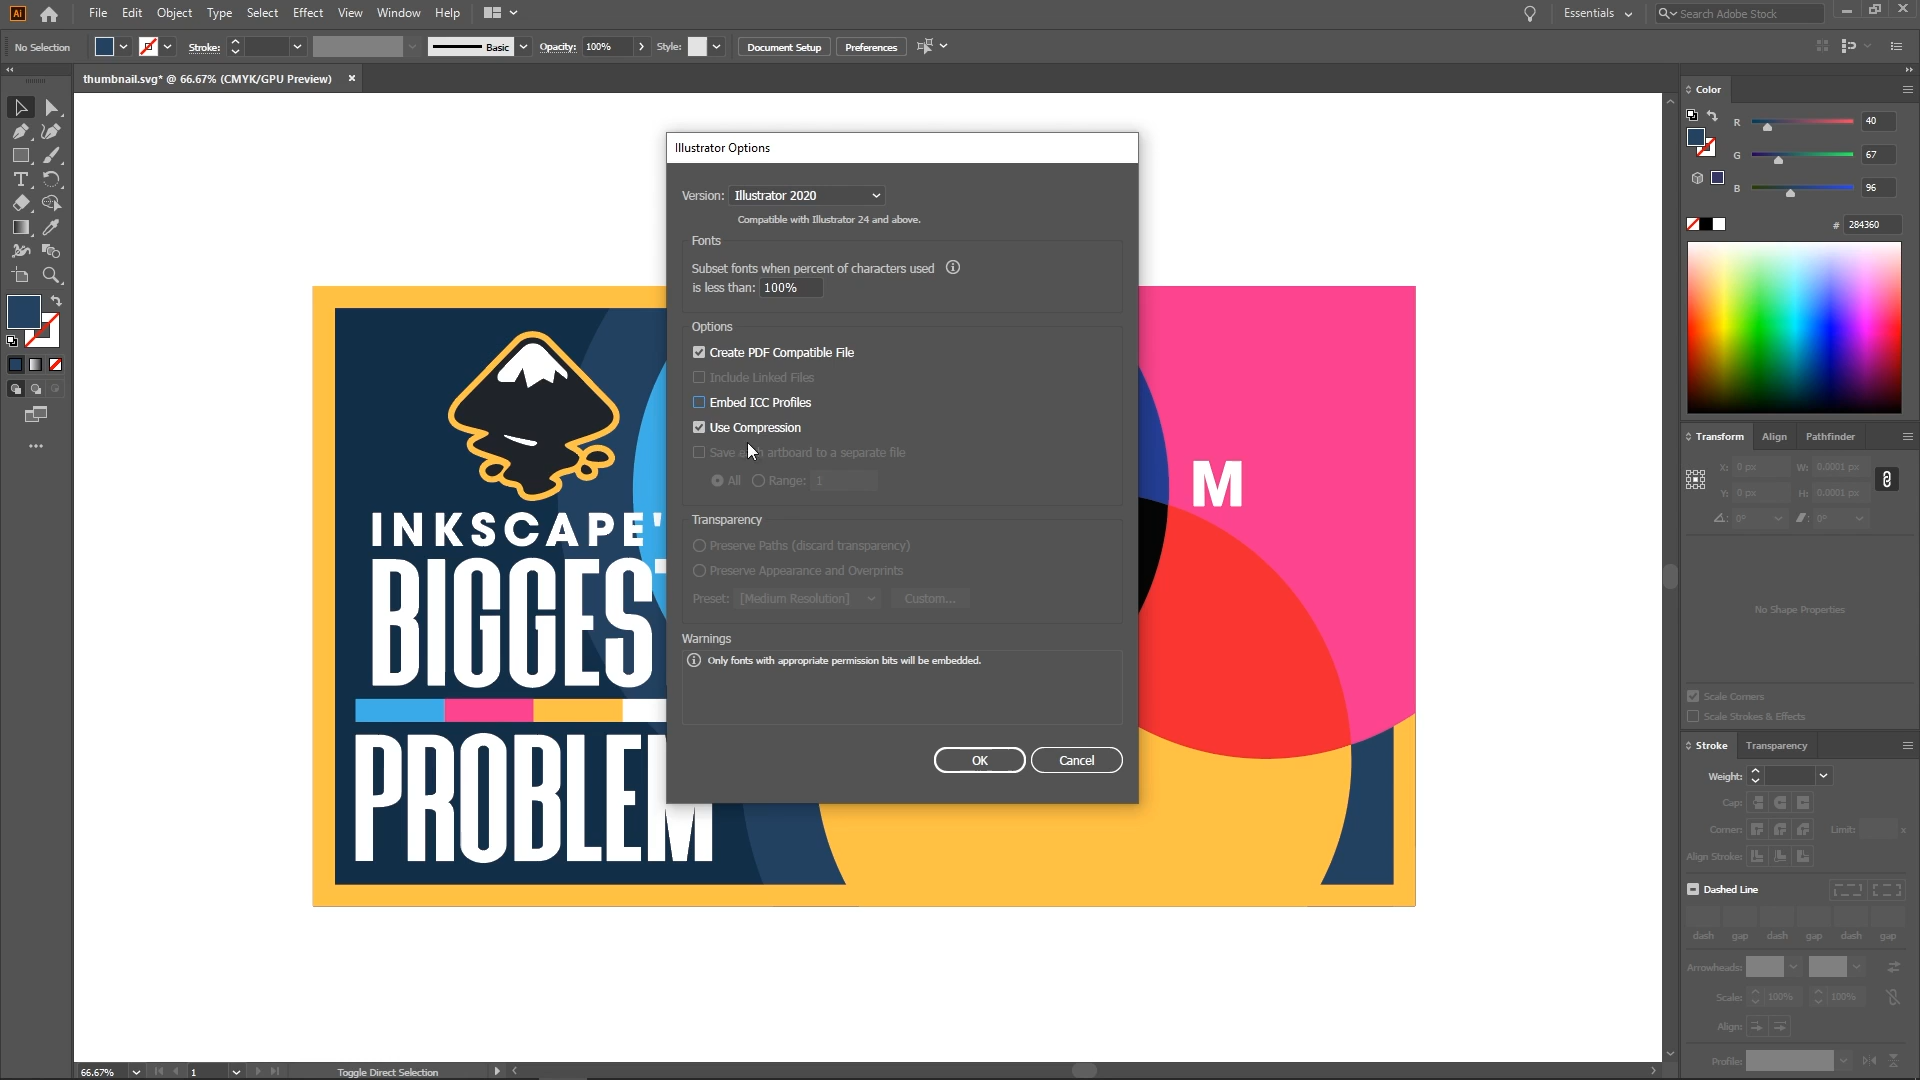 Ai File Edit Object Type Select Effect View Window Help Essentials Search Adobe Stock
No Selection Stroke: Basic Opacity: 100% Style: Document Setup Preferences
thumbnail.svg* @ 66.67% (CMYK/GPU Preview)
Illustrator Options
Version: Illustrator 2020
Compatible with Illustrator 24 and above.
Fonts
Subset fonts when percent of characters used
is less than: 100%
Options
Create PDF Compatible File
Include Linked Files
Embed ICC Profiles
Use Compression
Save each artboard to a separate file
All Range: 1
Transparency
Preserve Paths (discard transparency)
Preserve Appearance and Overprints
Preset: [Medium Resolution] Custom...
Warnings
Only fonts with appropriate permission bits will be embedded.
OK Cancel
INKSCAPE'
BIGGEST
PROBLEM
M
Color
R 40
G 67
B 96
# 284360
Transform Align Pathfinder
X: 0 px W: 0.0001 px
Y: 0 px H: 0.0001 px
0° 0°
No Shape Properties
Scale Corners
Scale Strokes & Effects
Stroke Transparency
Weight:
Cap:
Corner: Limit: x
Align Stroke:
Dashed Line
dash gap dash gap dash gap
Arrowheads:
Scale: 100% 100%
Align:
Profile:
66.67% 1 Toggle Direct Selection